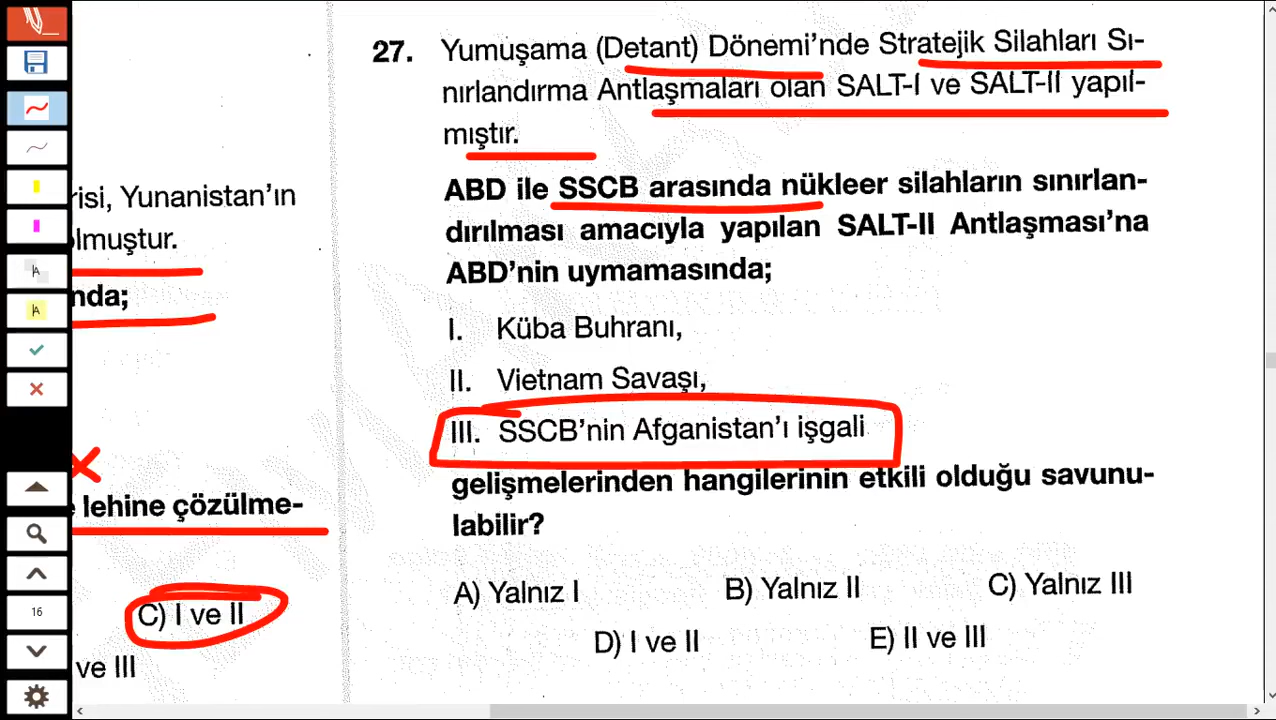 risi, Yunanistan’ın
lmuştur.
nda;
e lehine çözülme-
C) I ve II
ve III
27. Yumuşama (Detant) Dönemi’nde Stratejik Silahları Sı-
nırlandırma Antlaşmaları olan SALT-I ve SALT-II yapıl-
mıştır.
ABD ile SSCB arasında nükleer silahların sınırlan-
dırılması amacıyla yapılan SALT-II Antlaşması’na
ABD’nin uymamasında;
I. Küba Buhranı,
II. Vietnam Savaşı,
III. SSCB’nin Afganistan’ı işgali
gelişmelerinden hangilerinin etkili olduğu savunu-
labilir?
A) Yalnız I B) Yalnız II C) Yalnız III
D) I ve II E) II ve III
A
A
16